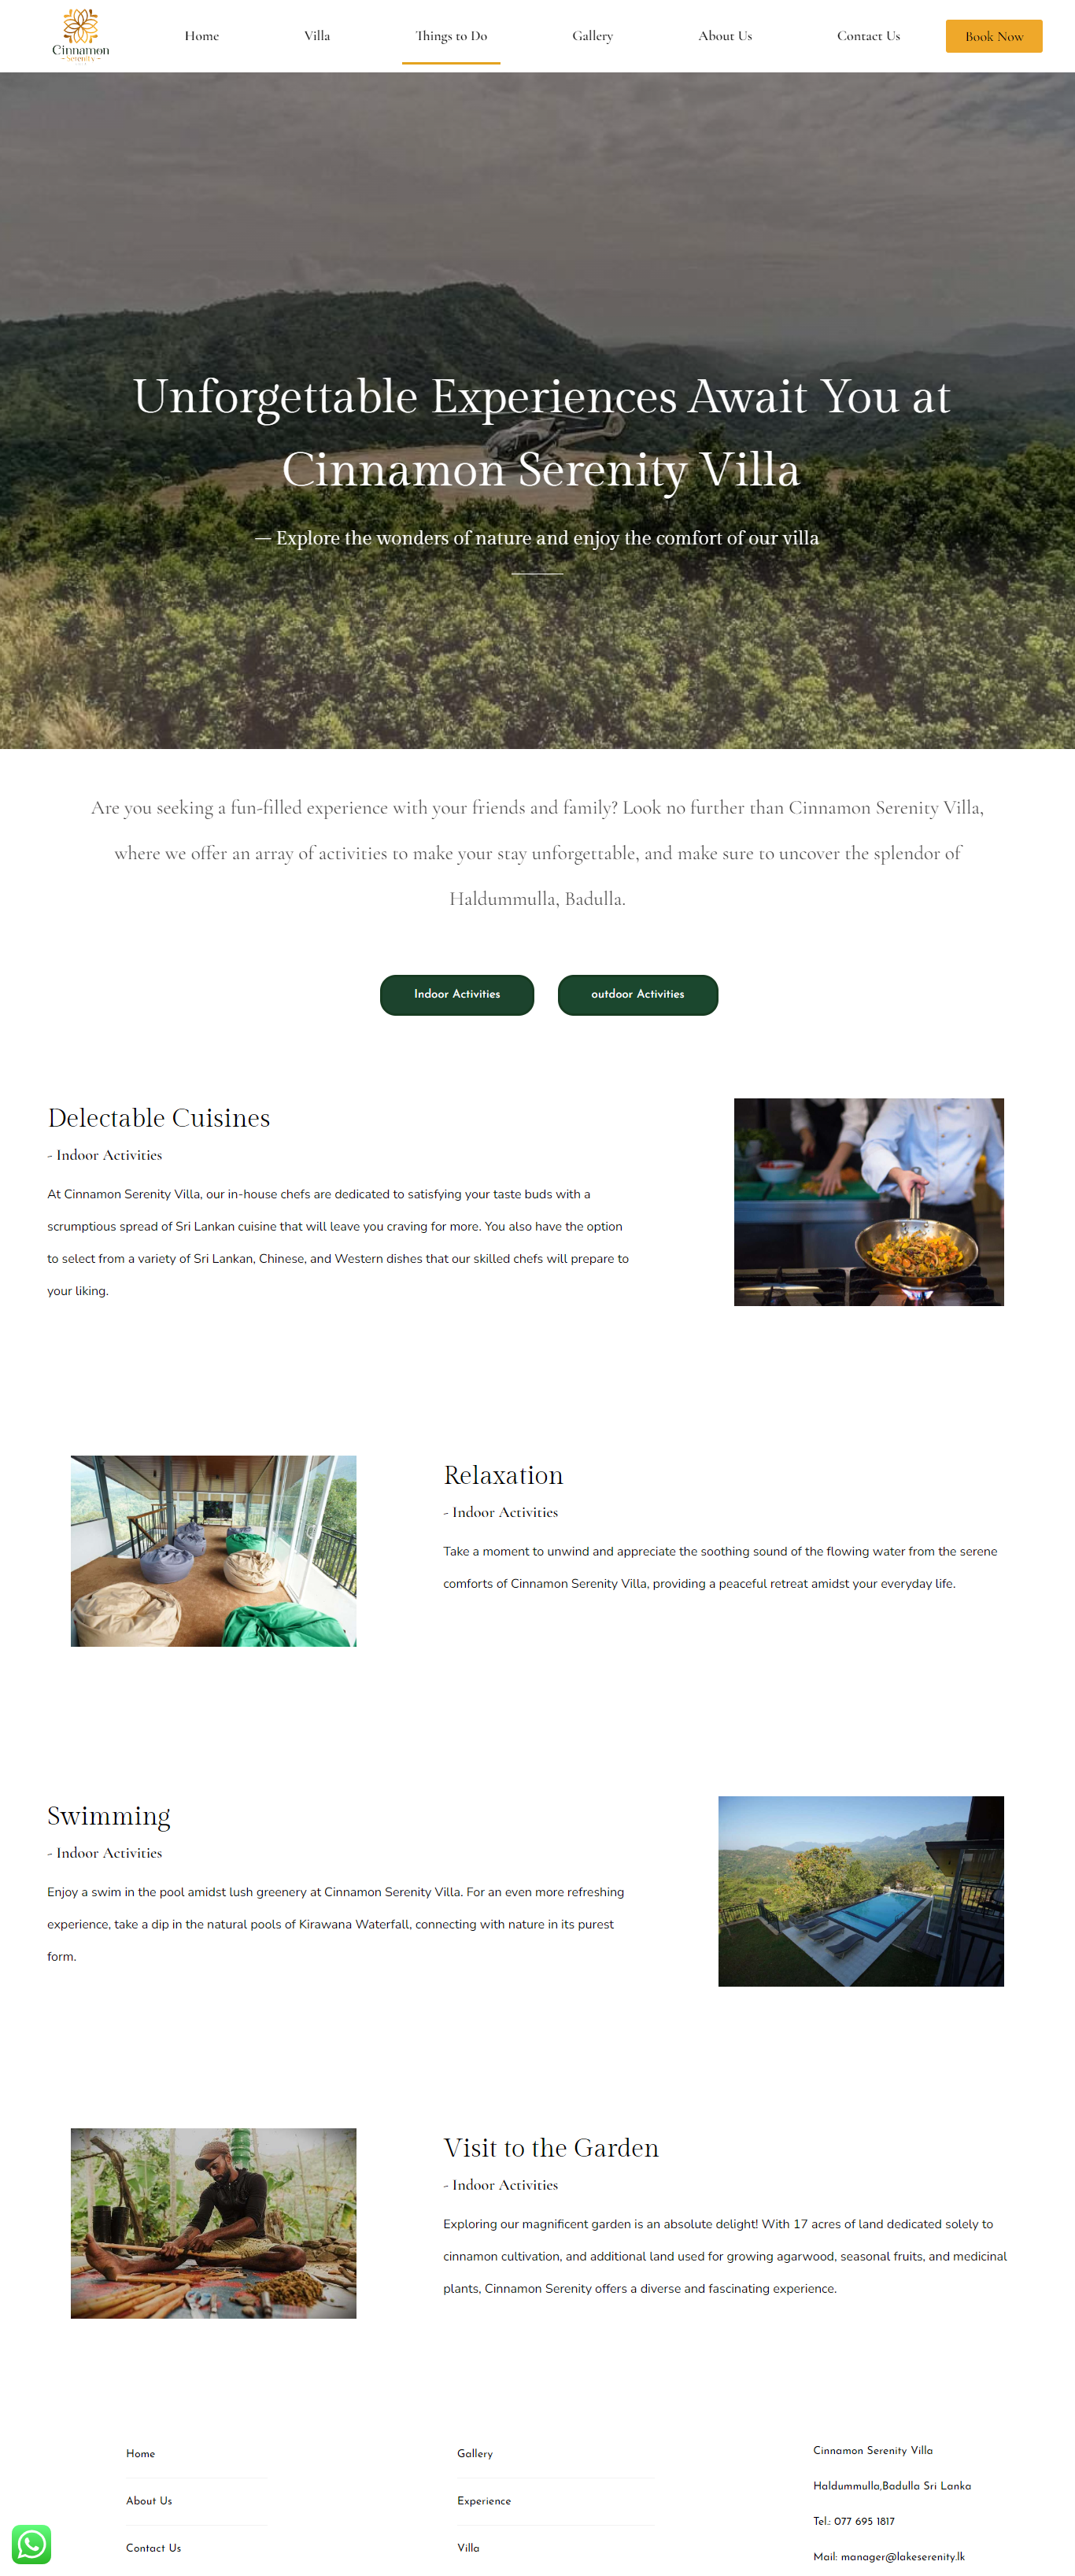 Cinnamon
Serenity
Home
Villa
Things to Do
Gallery
About Us
Contact Us
Book Now
Unforgettable Experiences Await You at
Cinnamon Serenity Villa
— Explore the wonders of nature and enjoy the comfort of our villa
Are you seeking a fun-filled experience with your friends and family? Look no further than Cinnamon Serenity Villa,
where we offer an array of activities to make your stay unforgettable, and make sure to uncover the splendor of
Haldummulla, Badulla.
Indoor Activities
outdoor Activities
Delectable Cuisines
- Indoor Activities
At Cinnamon Serenity Villa, our in-house chefs are dedicated to satisfying your taste buds with a
scrumptious spread of Sri Lankan cuisine that will leave you craving for more. You also have the option
to select from a variety of Sri Lankan, Chinese, and Western dishes that our skilled chefs will prepare to
your liking.
Relaxation
- Indoor Activities
Take a moment to unwind and appreciate the soothing sound of the flowing water from the serene
comforts of Cinnamon Serenity Villa, providing a peaceful retreat amidst your everyday life.
Swimming
- Indoor Activities
Enjoy a swim in the pool amidst lush greenery at Cinnamon Serenity Villa. For an even more refreshing
experience, take a dip in the natural pools of Kirawana Waterfall, connecting with nature in its purest
form.
Visit to the Garden
- Indoor Activities
Exploring our magnificent garden is an absolute delight! With 17 acres of land dedicated solely to
cinnamon cultivation, and additional land used for growing agarwood, seasonal fruits, and medicinal
plants, Cinnamon Serenity offers a diverse and fascinating experience.
Home
About Us
Contact Us
Gallery
Experience
Villa
Cinnamon Serenity Villa
Haldummulla,Badulla Sri Lanka
Tel.: 077 695 1817
Mail: manager@lakeserenity.lk